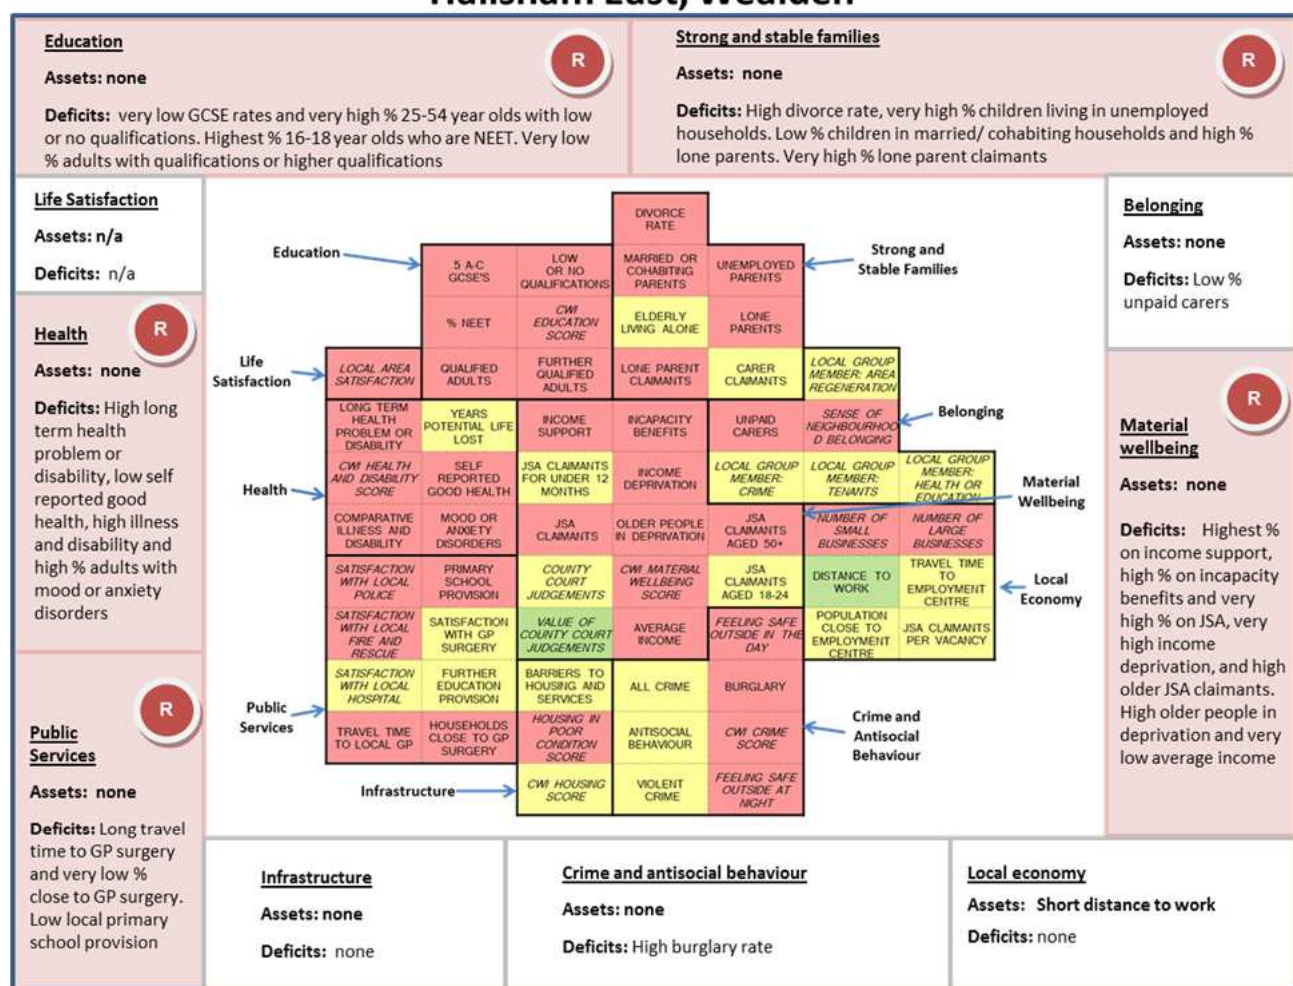 Hailsham East, Wealden
Education
R
Assets: none
Deficits: very low GCSE rates and very high % 25-54 year olds with low
or no qualifications. Highest % 16-18 year olds who are NEET. Very low
% adults with qualifications or higher qualifications
Strong and stable families
R
Assets: none
Deficits: High divorce rate, very high % children living in unemployed
households. Low % children in married/ cohabiting households and high %
lone parents. Very high % lone parent claimants
Life Satisfaction
Assets: n/a
Deficits: n/a
Health
R
Assets: none
Deficits: High long
term health
problem or
disability, low self
reported good
health, high illness
and disability and
high % adults with
mood or anxiety
disorders
Public
Services
R
Assets: none
Deficits: Long travel
time to GP surgery
and very low %
close to GP surgery.
Low local primary
school provision
Education
Life
Satisfaction
Health
Public
Services
Infrastructure
DIVORCE
RATE
5 A-C
GCSE'S
LOW
OR NO
QUALIFICATIONS
MARRIED OR
COHABITING
PARENTS
UNEMPLOYED
PARENTS
% NEET
CWI
EDUCATION
SCORE
ELDERLY
LIVING ALONE
LONE
PARENTS
LOCAL AREA
SATISFACTION
QUALIFIED
ADULTS
FURTHER
QUALIFIED
ADULTS
LONE PARENT
CLAIMANTS
CARER
CLAIMANTS
LOCAL GROUP
MEMBER: AREA
REGENERATION
LONG TERM
HEALTH
PROBLEM OR
DISABILITY
YEARS
POTENTIAL LIFE
LOST
INCOME
SUPPORT
INCAPACITY
BENEFITS
UNPAID
CARERS
SENSE OF
NEIGHBOURHOO
D BELONGING
CWI HEALTH
AND DISABILITY
SCORE
SELF
REPORTED
GOOD HEALTH
JSA CLAIMANTS
FOR UNDER 12
MONTHS
INCOME
DEPRIVATION
LOCAL GROUP
MEMBER:
CRIME
LOCAL GROUP
MEMBER:
TENANTS
LOCAL GROUP
MEMBER:
HEALTH OR
EDUCATION
COMPARATIVE
ILLNESS AND
DISABILITY
MOOD OR
ANXIETY
DISORDERS
JSA
CLAIMANTS
OLDER PEOPLE
IN DEPRIVATION
JSA
CLAIMANTS
AGED 50+
NUMBER OF
SMALL
BUSINESSES
NUMBER OF
LARGE
BUSINESSES
SATISFACTION
WITH LOCAL
POLICE
PRIMARY
SCHOOL
PROVISION
COUNTY
COURT
JUDGEMENTS
CWI MATERIAL
WELLBEING
SCORE
JSA
CLAIMANTS
AGED 18-24
DISTANCE TO
WORK
TRAVEL TIME
TO
EMPLOYMENT
CENTRE
SATISFACTION
WITH LOCAL
FIRE AND
RESCUE
SATISFACTION
WITH GP
SURGERY
VALUE OF
COUNTY COURT
JUDGEMENTS
AVERAGE
INCOME
FEELING SAFE
OUTSIDE IN THE
DAY
POPULATION
CLOSE TO
EMPLOYMENT
CENTRE
JSA CLAIMANTS
PER VACANCY
SATISFACTION
WITH LOCAL
HOSPITAL
FURTHER
EDUCATION
PROVISION
BARRIERS TO
HOUSING AND
SERVICES
ALL CRIME
BURGLARY
TRAVEL TIME
TO LOCAL GP
HOUSEHOLDS
CLOSE TO GP
SURGERY
HOUSING IN
POOR
CONDITION
SCORE
ANTISOCIAL
BEHAVIOUR
CWI CRIME
SCORE
CWI HOUSING
SCORE
VIOLENT
CRIME
FEELING SAFE
OUTSIDE AT
NIGHT
Strong and
Stable Families
Belonging
Material
Wellbeing
Local
Economy
Crime and
Antisocial
Behaviour
Belonging
Assets: none
Deficits: Low %
unpaid carers
R
Material
wellbeing
Assets: none
Deficits: Highest %
on income support,
high % on incapacity
benefits and very
high % on JSA, very
high income
deprivation, and high
older JSA claimants.
High older people in
deprivation and very
low average income
Infrastructure
Assets: none
Deficits: none
Crime and antisocial behaviour
Assets: none
Deficits: High burglary rate
Local economy
Assets: Short distance to work
Deficits: none